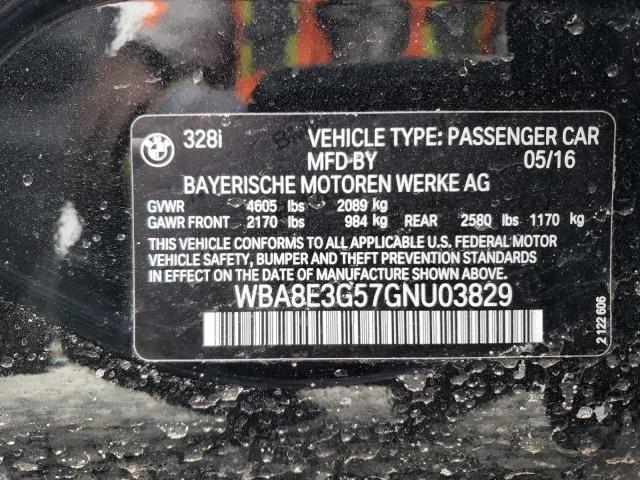 BMW
328i VEHICLE TYPE: PASSENGER CAR
MFD BY 05/16
BAYERISCHE MOTOREN WERKE AG
GVWR 4605 lbs 2089 kg
GAWR FRONT 2170 lbs 984 kg REAR 2580 lbs 1170 kg
THIS VEHICLE CONFORMS TO ALL APPLICABLE U.S. FEDERAL MOTOR
VEHICLE SAFETY, BUMPER AND THEFT PREVENTION STANDARDS
IN EFFECT ON THE DATE OF MANUFACTURE SHOWN ABOVE.
WBA8E3G57GNU03829
2 122 606